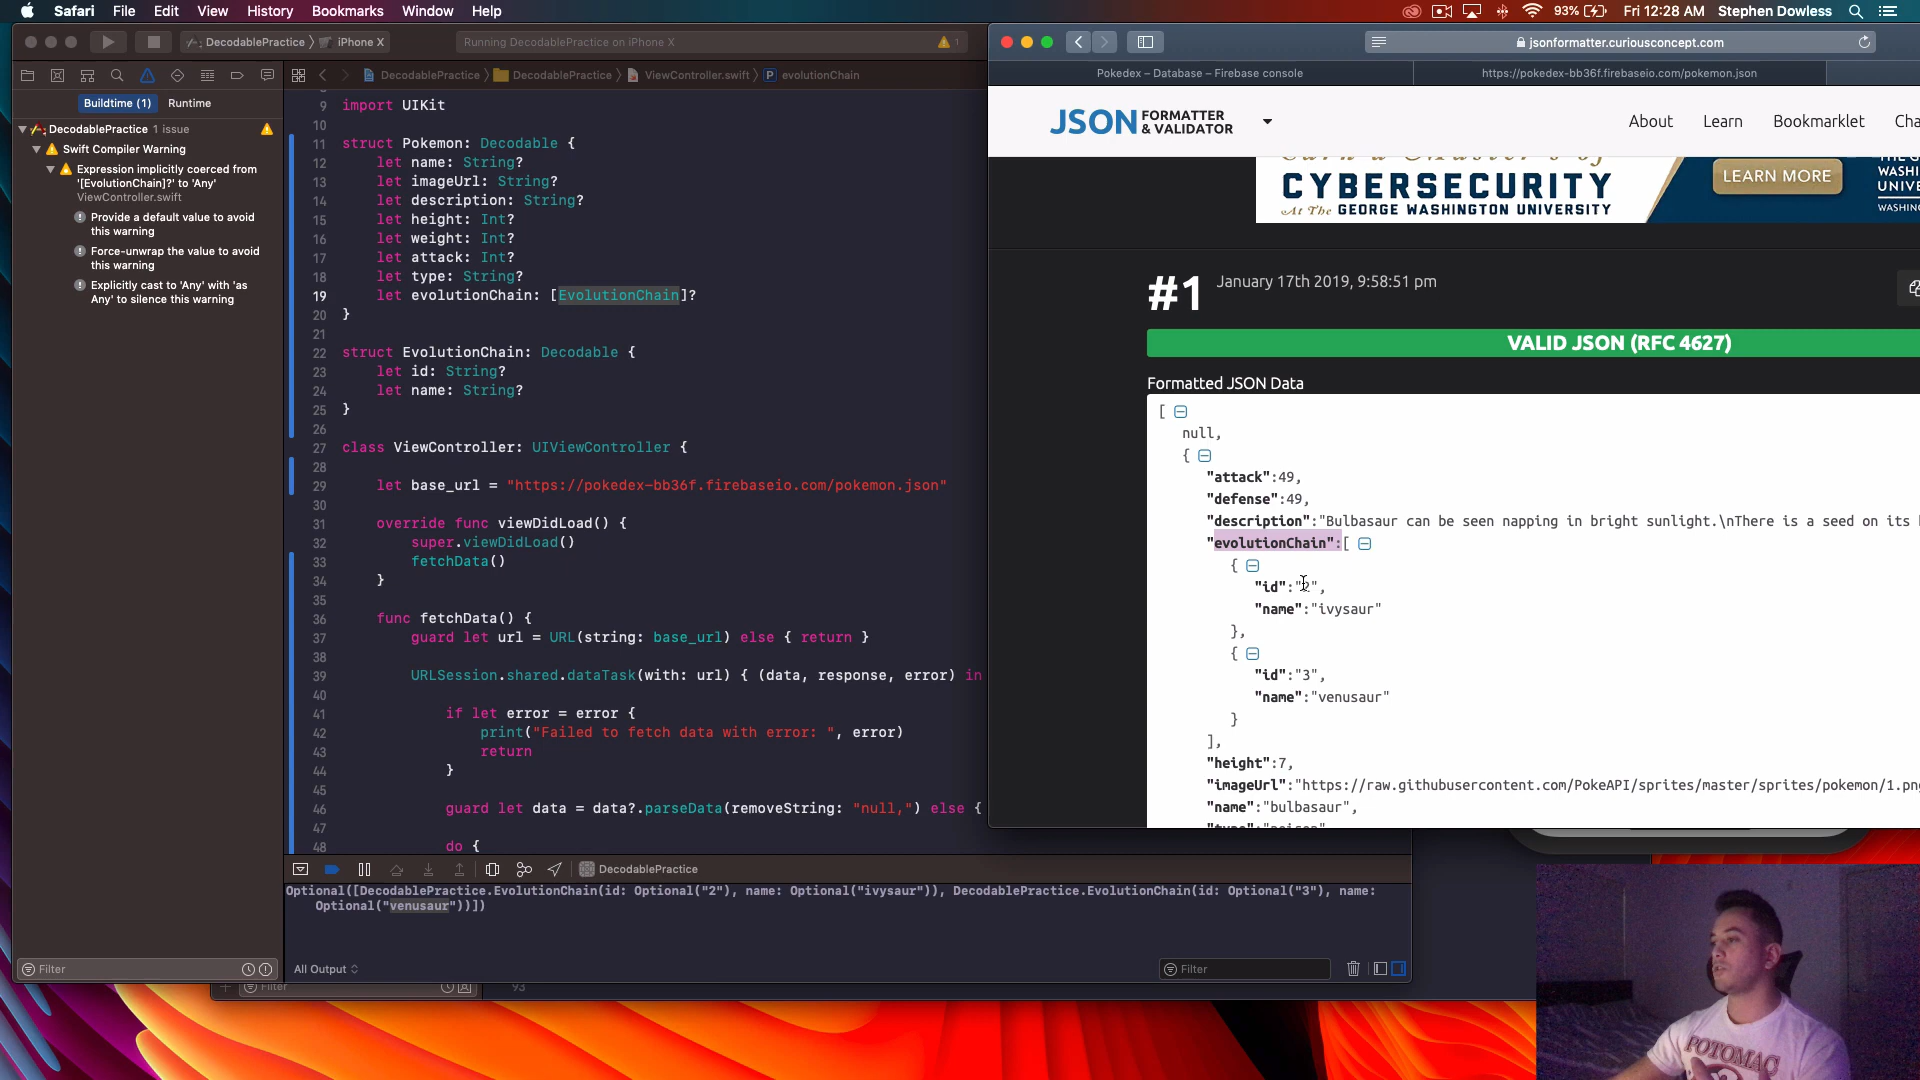 Safari File Edit View History Bookmarks Window Help
93% Fri 12:28 AM Stephen Dowless
DecodablePractice iPhone X
Running DecodablePractice on iPhone X
1
DecodablePractice DecodablePractice ViewController.swift P evolutionChain
Buildtime (1) Runtime
DecodablePractice 1 issue
Swift Compiler Warning
Expression implicitly coerced from
'[EvolutionChain]?' to 'Any'
ViewController.swift
Provide a default value to avoid
this warning
Force-unwrap the value to avoid
this warning
Explicitly cast to 'Any' with 'as
Any' to silence this warning
Filter
9 import UIKit
10
11 struct Pokemon: Decodable {
12 let name: String?
13 let imageUrl: String?
14 let description: String?
15 let height: Int?
16 let weight: Int?
17 let attack: Int?
18 let type: String?
19 let evolutionChain: [EvolutionChain]?
20 }
21
22 struct EvolutionChain: Decodable {
23 let id: String?
24 let name: String?
25 }
26
27 class ViewController: UIViewController {
28
29 let base_url = "https://pokedex-bb36f.firebaseio.com/pokemon.json"
30
31 override func viewDidLoad() {
32 super.viewDidLoad()
33 fetchData()
34 }
35
36 func fetchData() {
37 guard let url = URL(string: base_url) else { return }
38
39 URLSession.shared.dataTask(with: url) { (data, response, error) in
40
41 if let error = error {
42 print("Failed to fetch data with error: ", error)
43 return
44 }
45
46 guard let data = data?.parseData(removeString: "null,") else {
47
48 do {
DecodablePractice
Optional([DecodablePractice.EvolutionChain(id: Optional("2"), name: Optional("ivysaur")), DecodablePractice.EvolutionChain(id: Optional("3"), name:
Optional("venusaur"))])
All Output
Filter
Filter
93
jsonformatter.curiousconcept.com
Pokedex – Database – Firebase console
https://pokedex-bb36f.firebaseio.com/pokemon.json
JSON FORMATTER
& VALIDATOR
About Learn Bookmarklet Cha
CYBERSECURITY
At The GEORGE WASHINGTON UNIVERSITY
LEARN MORE
WASHI
UNIVE
WASHING
#1 January 17th 2019, 9:58:51 pm
VALID JSON (RFC 4627)
Formatted JSON Data
[
null,
{
"attack":49,
"defense":49,
"description":"Bulbasaur can be seen napping in bright sunlight.\nThere is a seed on its
"evolutionChain":[
{
"id":"2",
"name":"ivysaur"
},
{
"id":"3",
"name":"venusaur"
}
],
"height":7,
"imageUrl":"https://raw.githubusercontent.com/PokeAPI/sprites/master/sprites/pokemon/1.png
"name":"bulbasaur",
POTOMAC